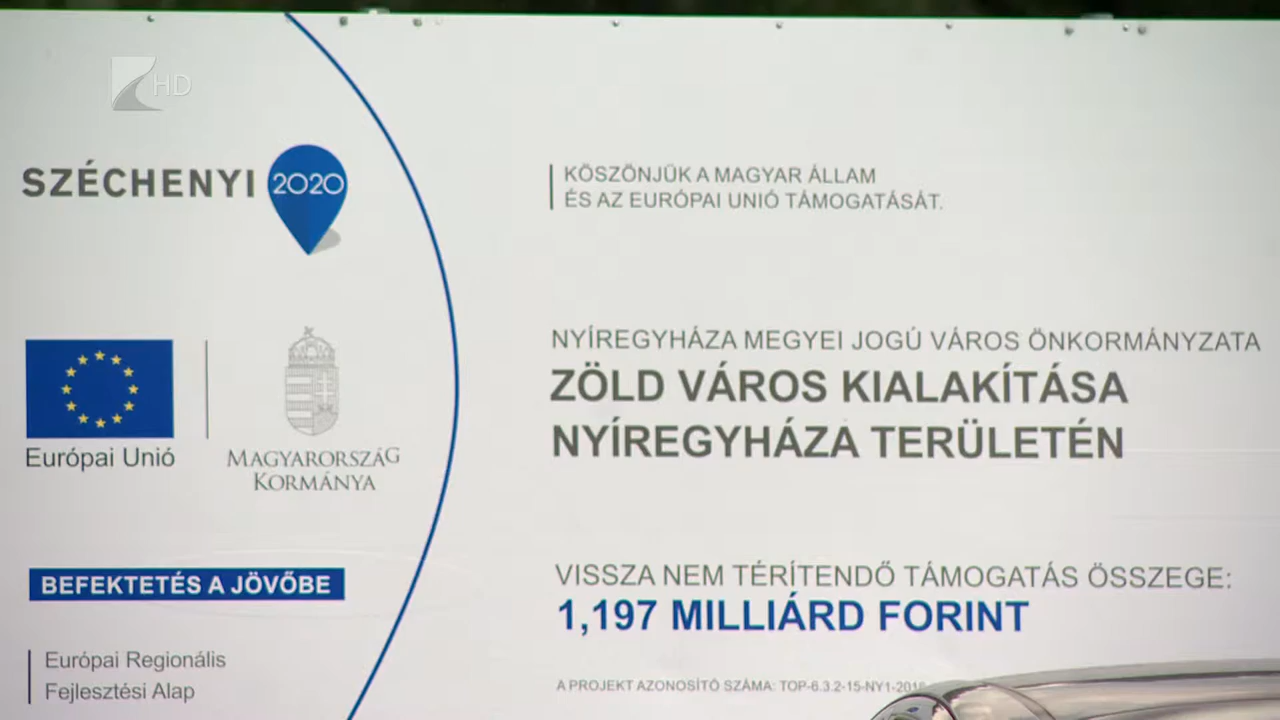 HD
SZÉCHENYI 2020
KÖSZÖNJÜK A MAGYAR ÁLLAM
ÉS AZ EURÓPAI UNIÓ TÁMOGATÁSÁT.
Európai Unió
MAGYARORSZÁG
KORMÁNYA
NYÍREGYHÁZA MEGYEI JOGÚ VÁROS ÖNKORMÁNYZATA
ZÖLD VÁROS KIALAKÍTÁSA
NYÍREGYHÁZA TERÜLETÉN
BEFEKTETÉS A JÖVŐBE
Európai Regionális
Fejlesztési Alap
VISSZA NEM TÉRÍTENDŐ TÁMOGATÁS ÖSSZEGE:
1,197 MILLIÁRD FORINT
A PROJEKT AZONOSÍTÓ SZÁMA: TOP-6.3.2-15-NY1-2016